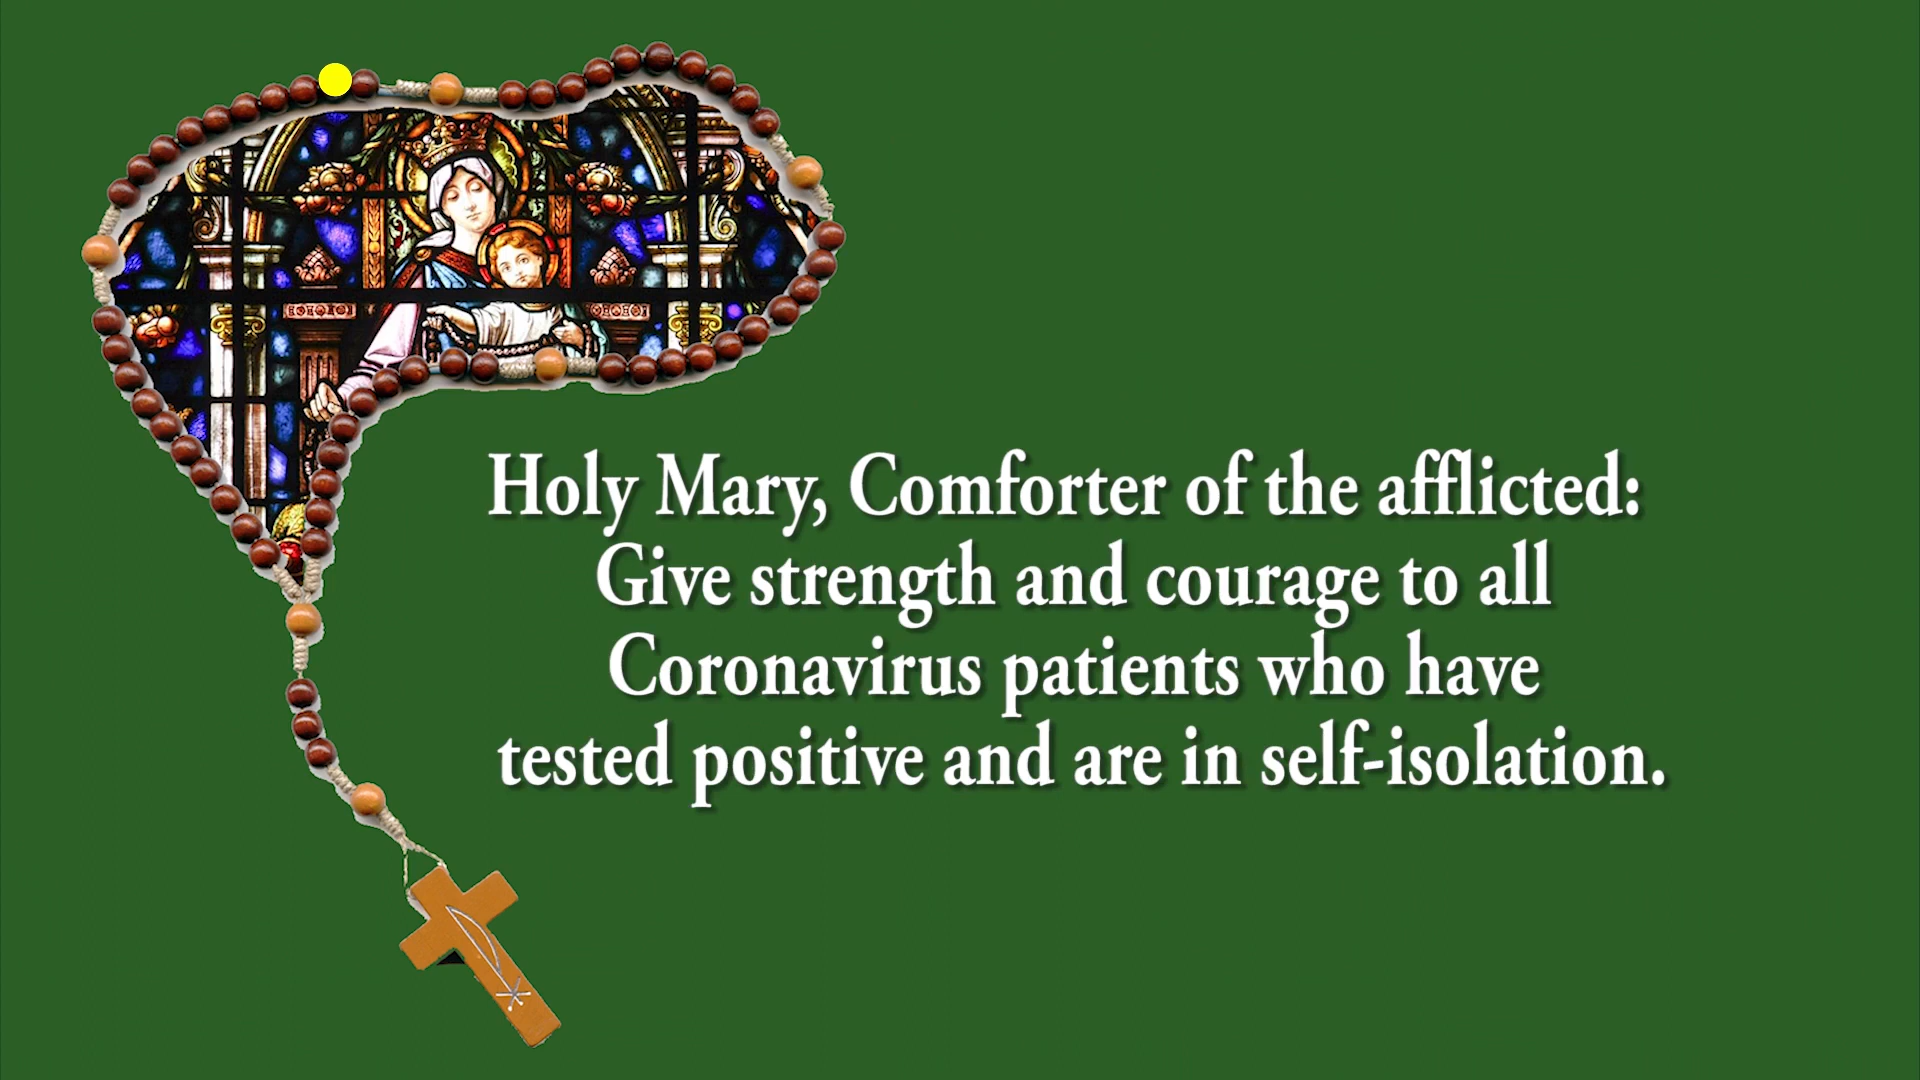 Holy Mary, Comforter of the afflicted:
Give strength and courage to all
Coronavirus patients who have
tested positive and are in self-isolation.